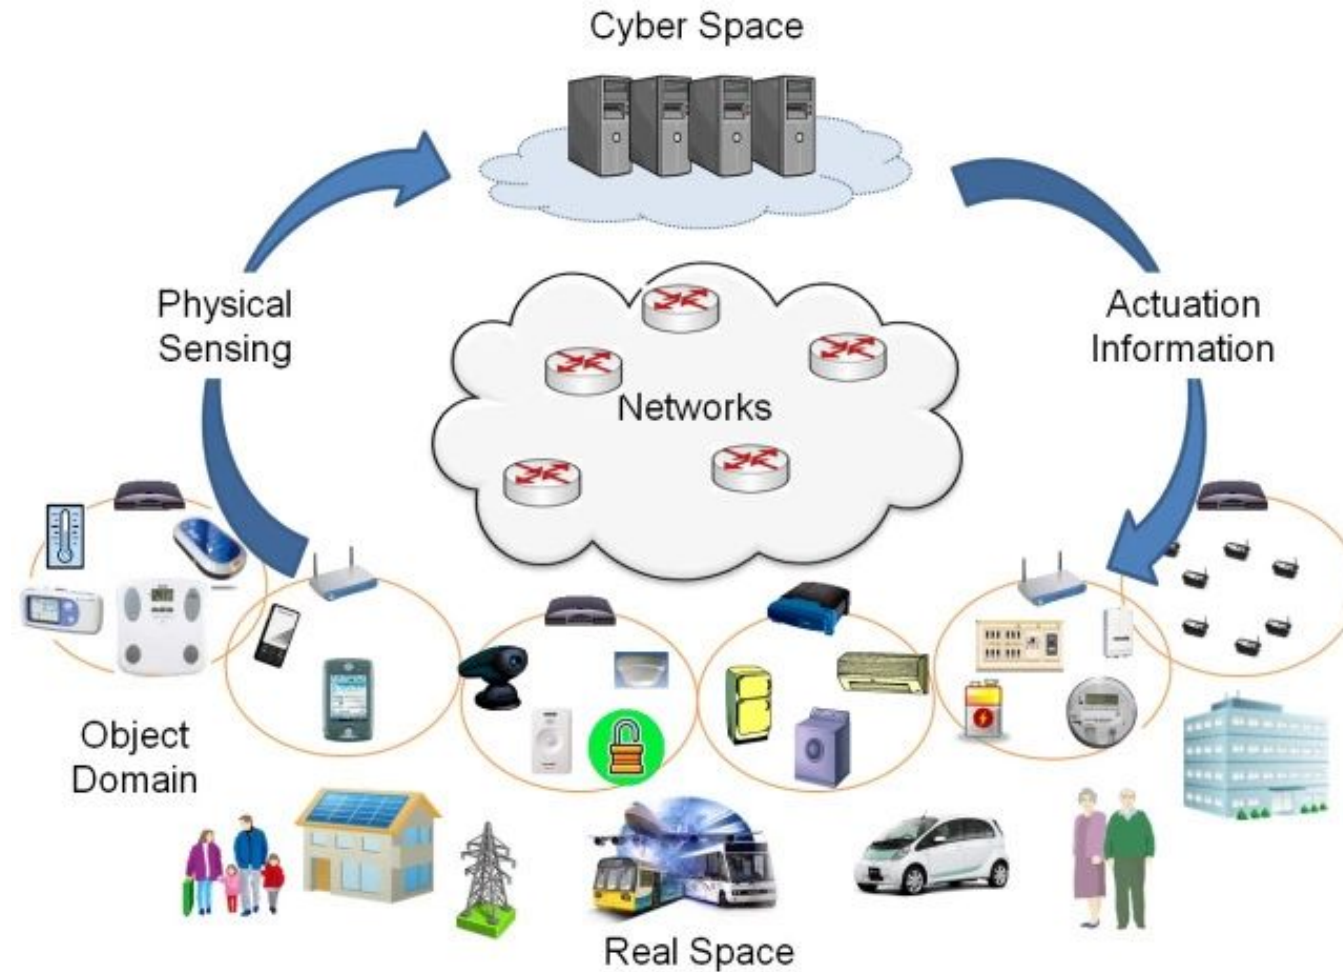 Cyber Space
Physical
Sensing
Actuation
Information
Networks
Object
Domain
Real Space